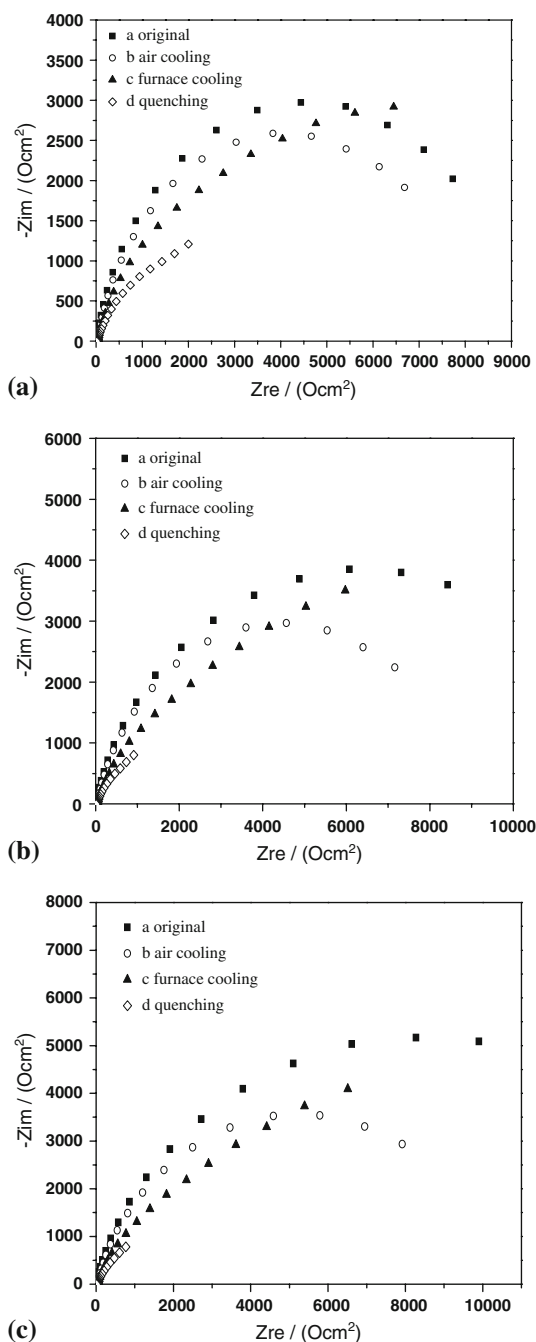 4000
3500
3000
2500
2000
1500
1000
500
0
-Zim / (Ocm²)
a original
b air cooling
c furnace cooling
d quenching
0 1000 2000 3000 4000 5000 6000 7000 8000 9000
Zre / (Ocm²)
(a)
6000
5000
4000
3000
2000
1000
0
-Zim / (Ocm²)
a original
b air cooling
c furnace cooling
d quenching
0 2000 4000 6000 8000 10000
Zre / (Ocm²)
(b)
8000
7000
6000
5000
4000
3000
2000
1000
0
-Zim / (Ocm²)
a original
b air cooling
c furnace cooling
d quenching
0 2000 4000 6000 8000 10000
Zre / (Ocm²)
(c)